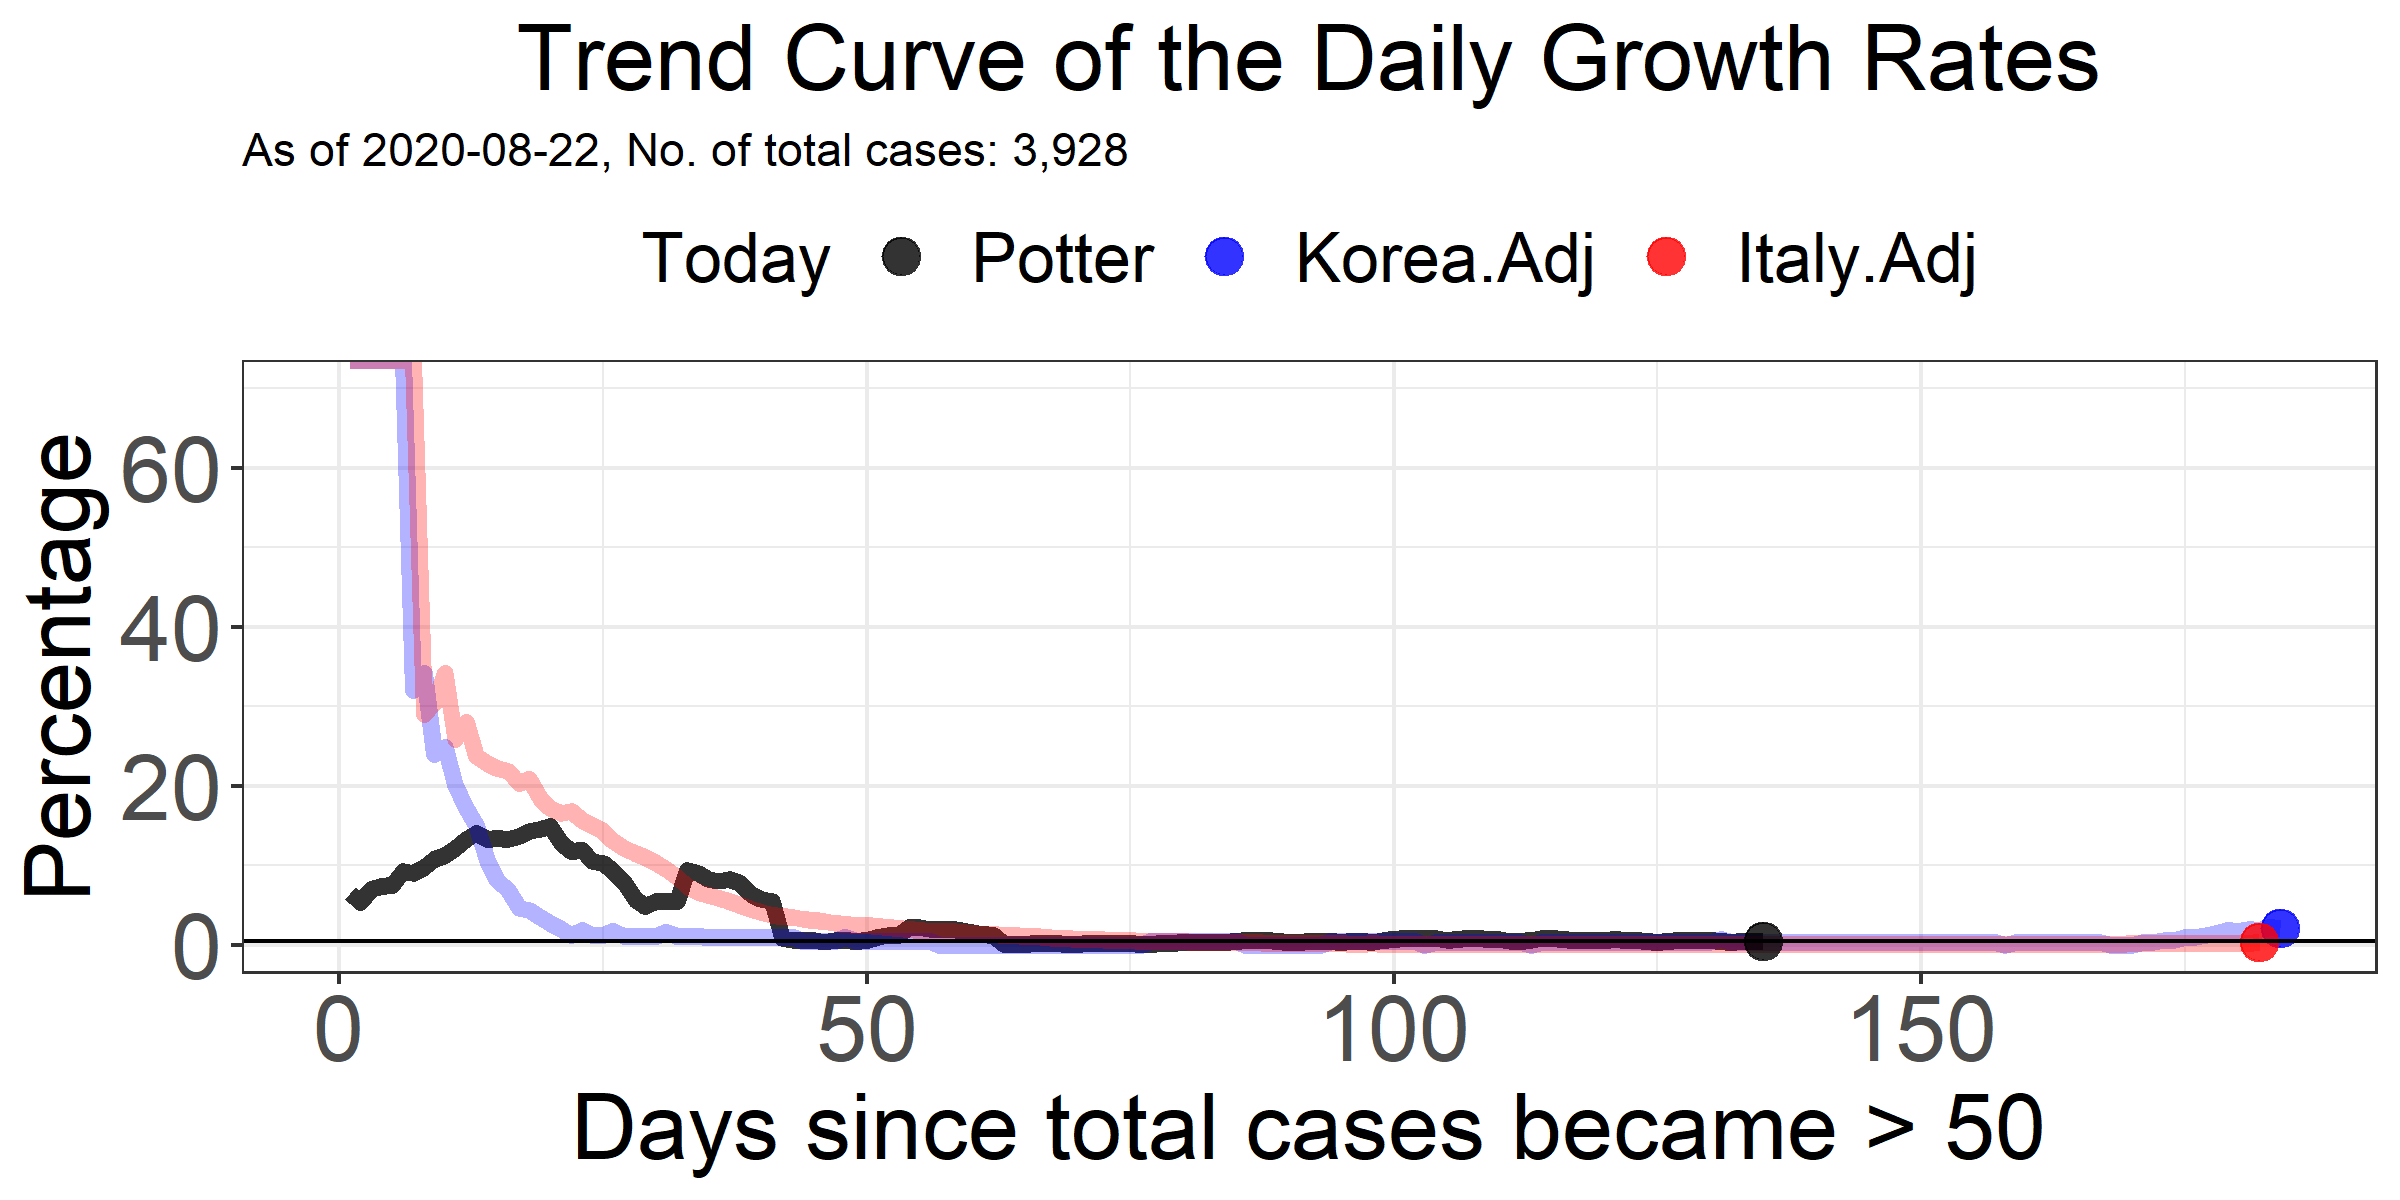 Trend Curve of the Daily Growth Rates
As of 2020-08-22, No. of total cases: 3,928
Today Potter Korea.Adj Italy.Adj
Percentage
60
40
20
0
0 50 100 150
Days since total cases became > 50